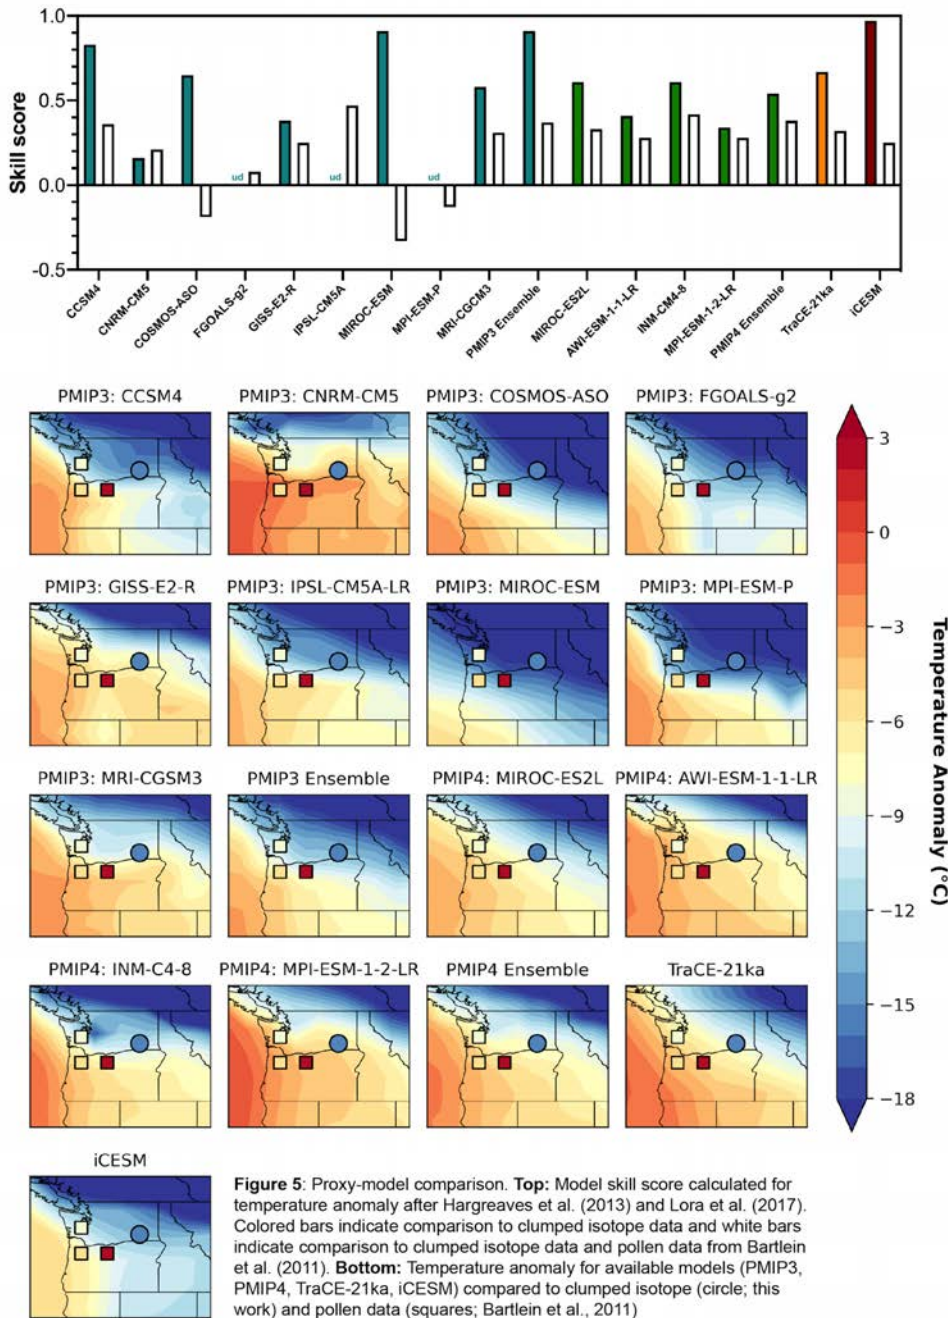 1.0
0.5
0.0
-0.5
Skill score
ud
ud
ud
CCSM4
CNRM-CM5
COSMOS-ASO
FGOALS-g2
GISS-E2-R
IPSL-CM5A
MIROC-ESM
MPI-ESM-P
MRI-CGCM3
PMIP3 Ensemble
MIROC-ES2L
AWI-ESM-1-1-LR
INM-CM4-8
MPI-ESM-1-2-LR
PMIP4 Ensemble
TraCE-21ka
iCESM
PMIP3: CCSM4
PMIP3: CNRM-CM5
PMIP3: COSMOS-ASO
PMIP3: FGOALS-g2
PMIP3: GISS-E2-R
PMIP3: IPSL-CM5A-LR
PMIP3: MIROC-ESM
PMIP3: MPI-ESM-P
PMIP3: MRI-CGSM3
PMIP3 Ensemble
PMIP4: MIROC-ES2L
PMIP4: AWI-ESM-1-1-LR
PMIP4: INM-C4-8
PMIP4: MPI-ESM-1-2-LR
PMIP4 Ensemble
TraCE-21ka
iCESM
3
0
−3
−6
−9
−12
−15
−18
Temperature Anomaly (°C)
Figure 5: Proxy-model comparison. Top: Model skill score calculated for
temperature anomaly after Hargreaves et al. (2013) and Lora et al. (2017).
Colored bars indicate comparison to clumped isotope data and white bars
indicate comparison to clumped isotope data and pollen data from Bartlein
et al. (2011). Bottom: Temperature anomaly for available models (PMIP3,
PMIP4, TraCE-21ka, iCESM) compared to clumped isotope (circle; this
work) and pollen data (squares; Bartlein et al., 2011)